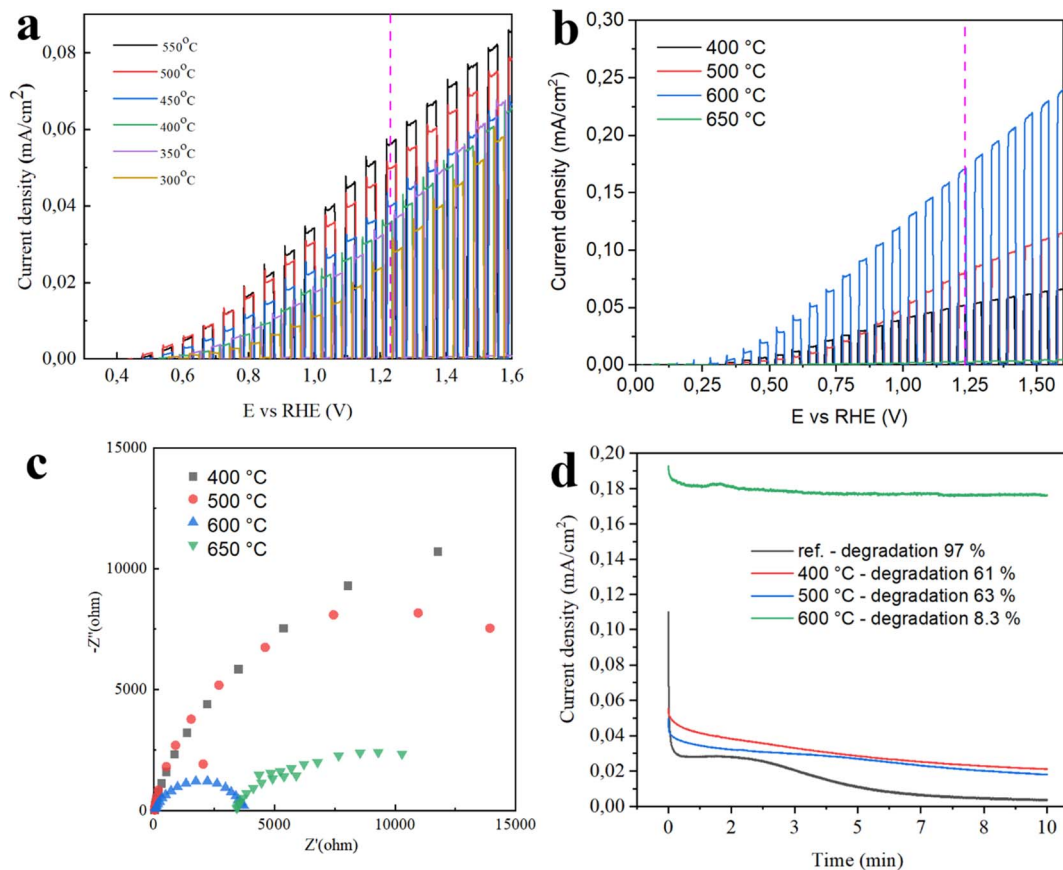 a
Current density (mA/cm²)
0,08
0,06
0,04
0,02
0,00
550°C
500°C
450°C
400°C
350°C
300°C
0,4 0,6 0,8 1,0 1,2 1,4 1,6
E vs RHE (V)
b
Current density (mA/cm²)
0,30
0,25
0,20
0,15
0,10
0,05
0,00
400 °C
500 °C
600 °C
650 °C
0,00 0,25 0,50 0,75 1,00 1,25 1,50
E vs RHE (V)
c
-Z"(ohm)
15000
10000
5000
0
400 °C
500 °C
600 °C
650 °C
0 5000 10000 15000
Z'(ohm)
d
Current density (mA/cm²)
0,20
0,18
0,16
0,14
0,12
0,10
0,08
0,06
0,04
0,02
0,00
ref. - degradation 97 %
400 °C - degradation 61 %
500 °C - degradation 63 %
600 °C - degradation 8.3 %
0 2 3 5 6 8 10
Time (min)